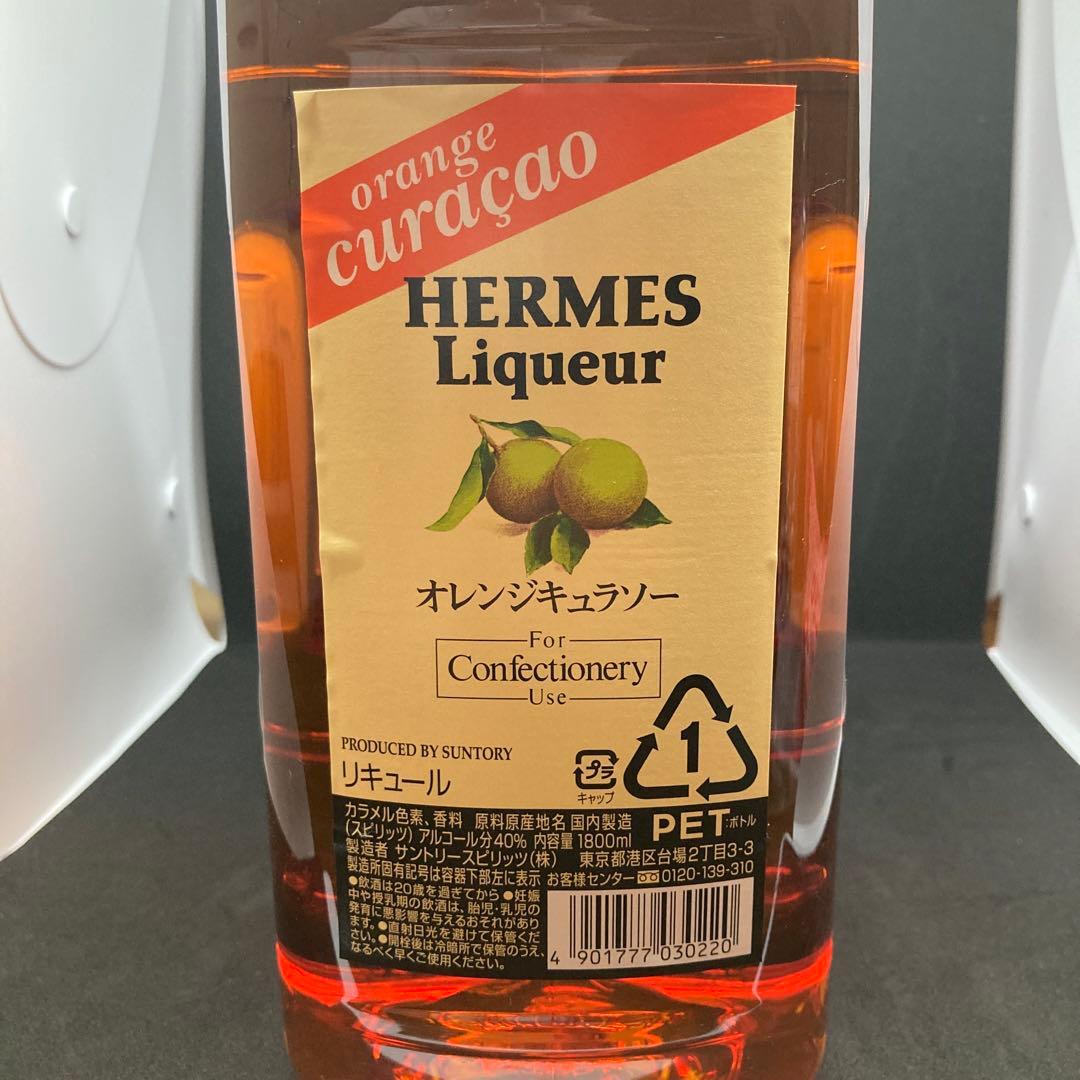 orange
curaçao
HERMES
Liqueur
オレンジキュラソー
For
Confectionery
Use
PRODUCED BY SUNTORY
リキュール
プラ
キャップ
1
PET:ボトル
カラメル色素、香料 原料原産地名 国内製造
(スピリッツ) アルコール分40% 内容量1800ml
製造者 サントリースピリッツ(株) 東京都港区台場2丁目3-3
製造所固有記号は容器下部左に表示 お客様センター 0120-139-310
●飲酒は20歳を過ぎてから ●妊娠
中や授乳期の飲酒は、胎児・乳児の
発育に悪影響を与えるおそれがあり
ます。●直射日光を避けて保管くだ
さい。●開栓後は冷暗所で保管のうえ、
なるべく早くご使用ください。
4 901777 030220